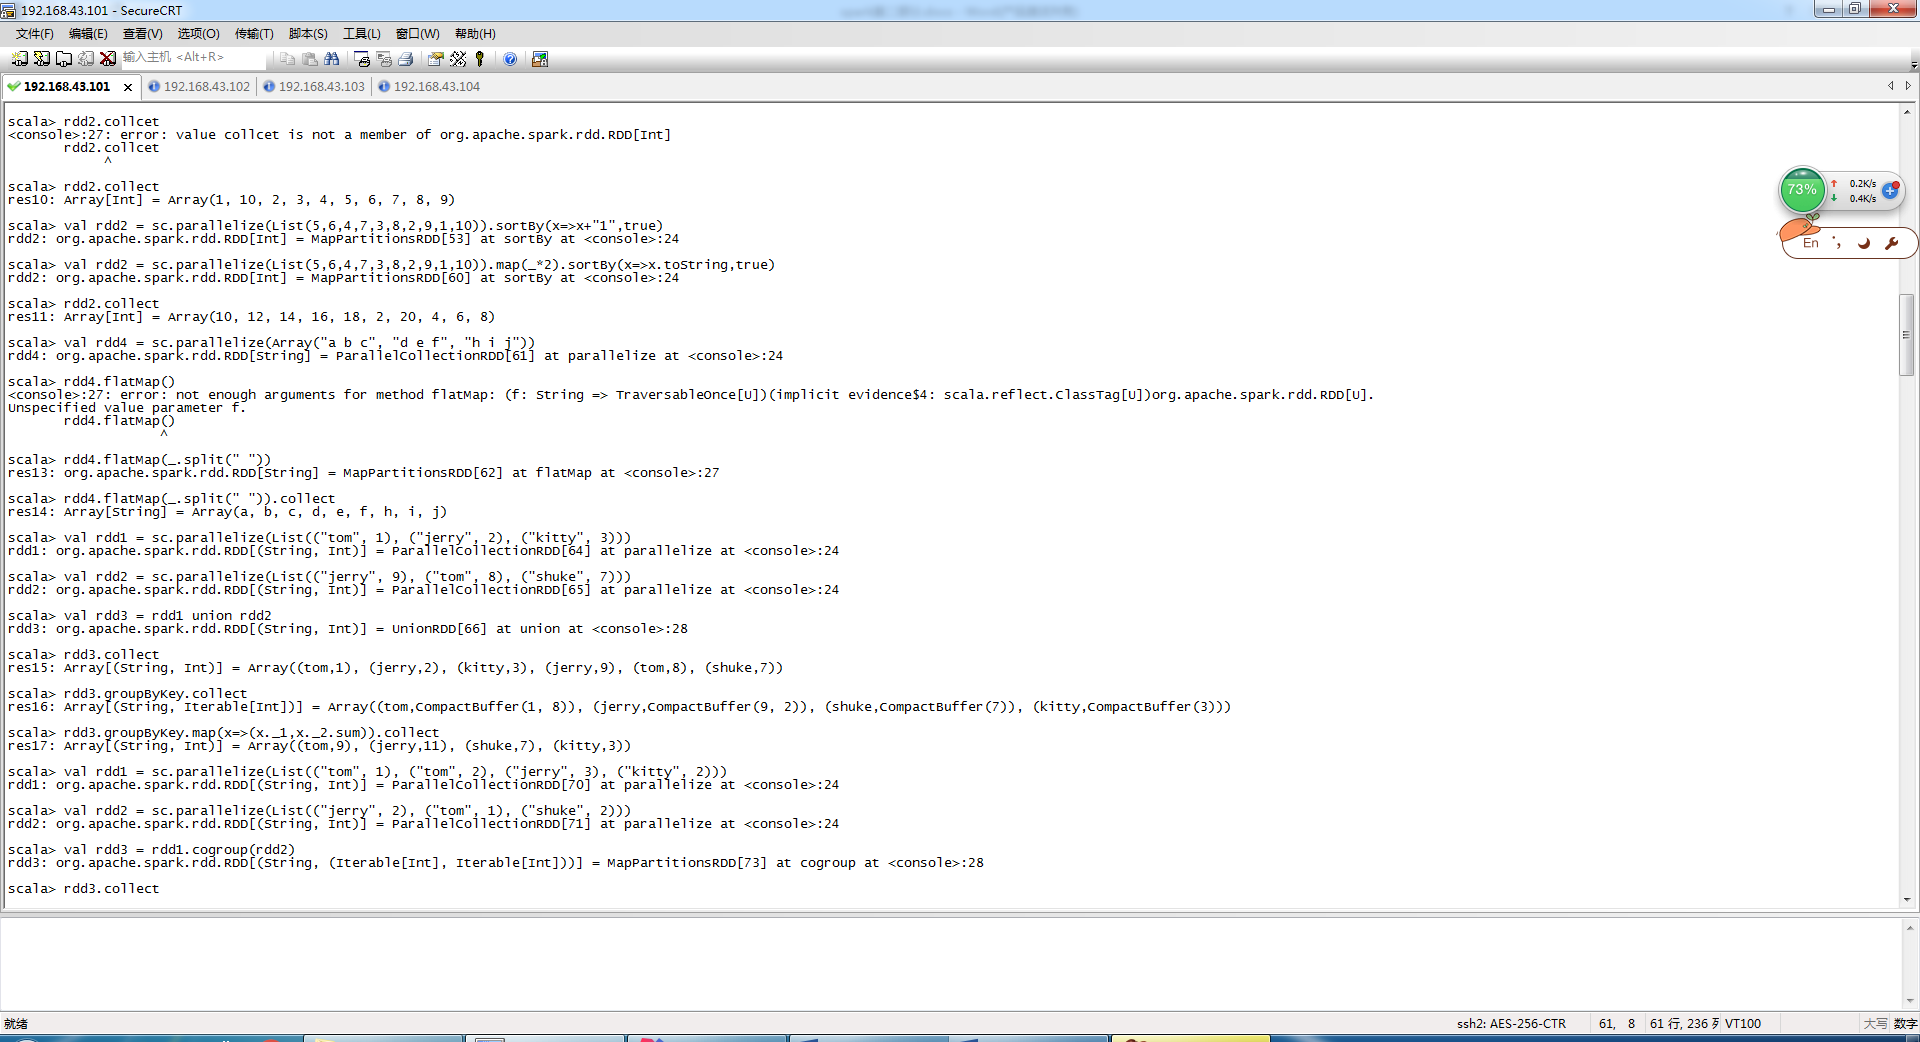 192.168.43.101 - SecureCRT
文件(F) 编辑(E) 查看(V) 选项(O) 传输(T) 脚本(S) 工具(L) 窗口(W) 帮助(H)
输入主机 <Alt+R>
192.168.43.101 192.168.43.102 192.168.43.103 192.168.43.104
scala> rdd2.collcet
<console>:27: error: value collcet is not a member of org.apache.spark.rdd.RDD[Int]
rdd2.collcet
^
scala> rdd2.collect
res10: Array[Int] = Array(1, 10, 2, 3, 4, 5, 6, 7, 8, 9)
scala> val rdd2 = sc.parallelize(List(5,6,4,7,3,8,2,9,1,10)).sortBy(x=>x+"1",true)
rdd2: org.apache.spark.rdd.RDD[Int] = MapPartitionsRDD[53] at sortBy at <console>:24
scala> val rdd2 = sc.parallelize(List(5,6,4,7,3,8,2,9,1,10)).map(_*2).sortBy(x=>x.toString,true)
rdd2: org.apache.spark.rdd.RDD[Int] = MapPartitionsRDD[60] at sortBy at <console>:24
scala> rdd2.collect
res11: Array[Int] = Array(10, 12, 14, 16, 18, 2, 20, 4, 6, 8)
scala> val rdd4 = sc.parallelize(Array("a b c", "d e f", "h i j"))
rdd4: org.apache.spark.rdd.RDD[String] = ParallelCollectionRDD[61] at parallelize at <console>:24
scala> rdd4.flatMap()
<console>:27: error: not enough arguments for method flatMap: (f: String => TraversableOnce[U])(implicit evidence$4: scala.reflect.ClassTag[U])org.apache.spark.rdd.RDD[U].
Unspecified value parameter f.
rdd4.flatMap()
^
scala> rdd4.flatMap(_.split(" "))
res13: org.apache.spark.rdd.RDD[String] = MapPartitionsRDD[62] at flatMap at <console>:27
scala> rdd4.flatMap(_.split(" ")).collect
res14: Array[String] = Array(a, b, c, d, e, f, h, i, j)
scala> val rdd1 = sc.parallelize(List(("tom", 1), ("jerry", 2), ("kitty", 3)))
rdd1: org.apache.spark.rdd.RDD[(String, Int)] = ParallelCollectionRDD[64] at parallelize at <console>:24
scala> val rdd2 = sc.parallelize(List(("jerry", 9), ("tom", 8), ("shuke", 7)))
rdd2: org.apache.spark.rdd.RDD[(String, Int)] = ParallelCollectionRDD[65] at parallelize at <console>:24
scala> val rdd3 = rdd1 union rdd2
rdd3: org.apache.spark.rdd.RDD[(String, Int)] = UnionRDD[66] at union at <console>:28
scala> rdd3.collect
res15: Array[(String, Int)] = Array((tom,1), (jerry,2), (kitty,3), (jerry,9), (tom,8), (shuke,7))
scala> rdd3.groupByKey.collect
res16: Array[(String, Iterable[Int])] = Array((tom,CompactBuffer(1, 8)), (jerry,CompactBuffer(9, 2)), (shuke,CompactBuffer(7)), (kitty,CompactBuffer(3)))
scala> rdd3.groupByKey.map(x=>(x._1,x._2.sum)).collect
res17: Array[(String, Int)] = Array((tom,9), (jerry,11), (shuke,7), (kitty,3))
scala> val rdd1 = sc.parallelize(List(("tom", 1), ("tom", 2), ("jerry", 3), ("kitty", 2)))
rdd1: org.apache.spark.rdd.RDD[(String, Int)] = ParallelCollectionRDD[70] at parallelize at <console>:24
scala> val rdd2 = sc.parallelize(List(("jerry", 2), ("tom", 1), ("shuke", 2)))
rdd2: org.apache.spark.rdd.RDD[(String, Int)] = ParallelCollectionRDD[71] at parallelize at <console>:24
scala> val rdd3 = rdd1.cogroup(rdd2)
rdd3: org.apache.spark.rdd.RDD[(String, (Iterable[Int], Iterable[Int]))] = MapPartitionsRDD[73] at cogroup at <console>:28
scala> rdd3.collect
73% 0.2K/s
0.4K/s
En
就绪 ssh2: AES-256-CTR 61, 8 61 行, 236 列 VT100 大写 数字